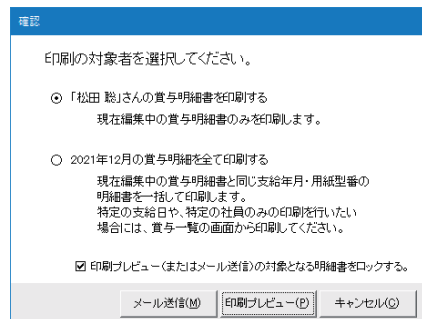 確認
印刷の対象者を選択してください。
「松田 聡」さんの賞与明細書を印刷する
現在編集中の賞与明細書のみを印刷します。
2021年12月の賞与明細を全て印刷する
現在編集中の賞与明細書と同じ支給年月・用紙型番の
明細書を一括して印刷します。
特定の支給日や、特定の社員のみの印刷を行いたい
場合には、賞与一覧の画面から印刷してください。
印刷プレビュー(またはメール送信)の対象となる明細書をロックする。
メール送信(M) 印刷プレビュー(P) キャンセル(C)